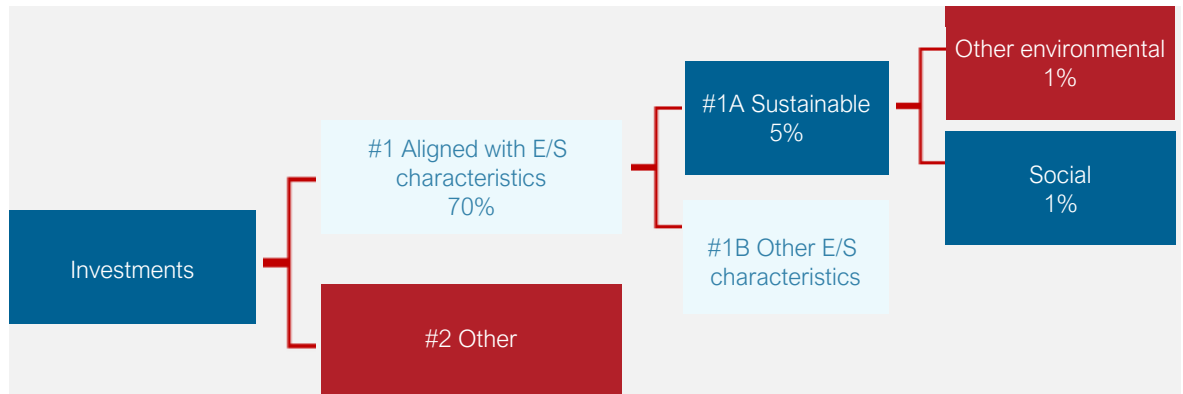 Investments
#1 Aligned with E/S
characteristics
70%
#2 Other
#1A Sustainable
5%
#1B Other E/S
characteristics
Other environmental
1%
Social
1%